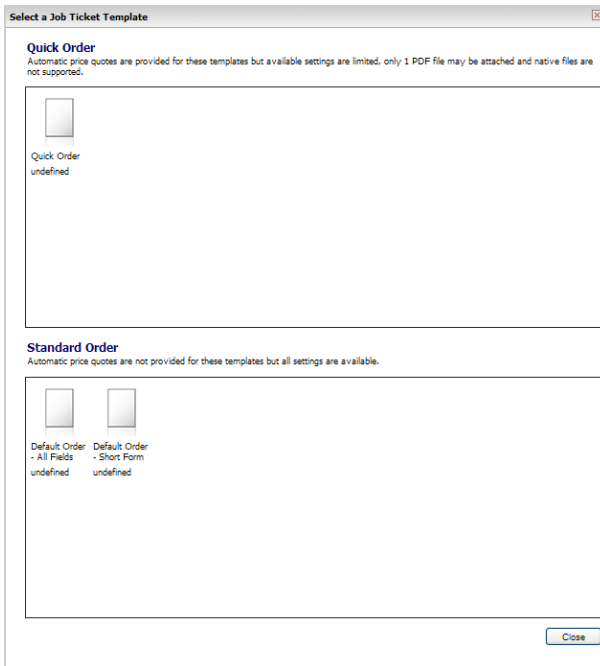 Select a Job Ticket Template
Quick Order
Automatic price quotes are provided for these templates but available settings are limited, only 1 PDF file may be attached and native files are
not supported.
Quick Order
undefined
Standard Order
Automatic price quotes are not provided for these templates but all settings are available.
Default Order
- All Fields
undefined
Default Order
- Short Form
undefined
Close